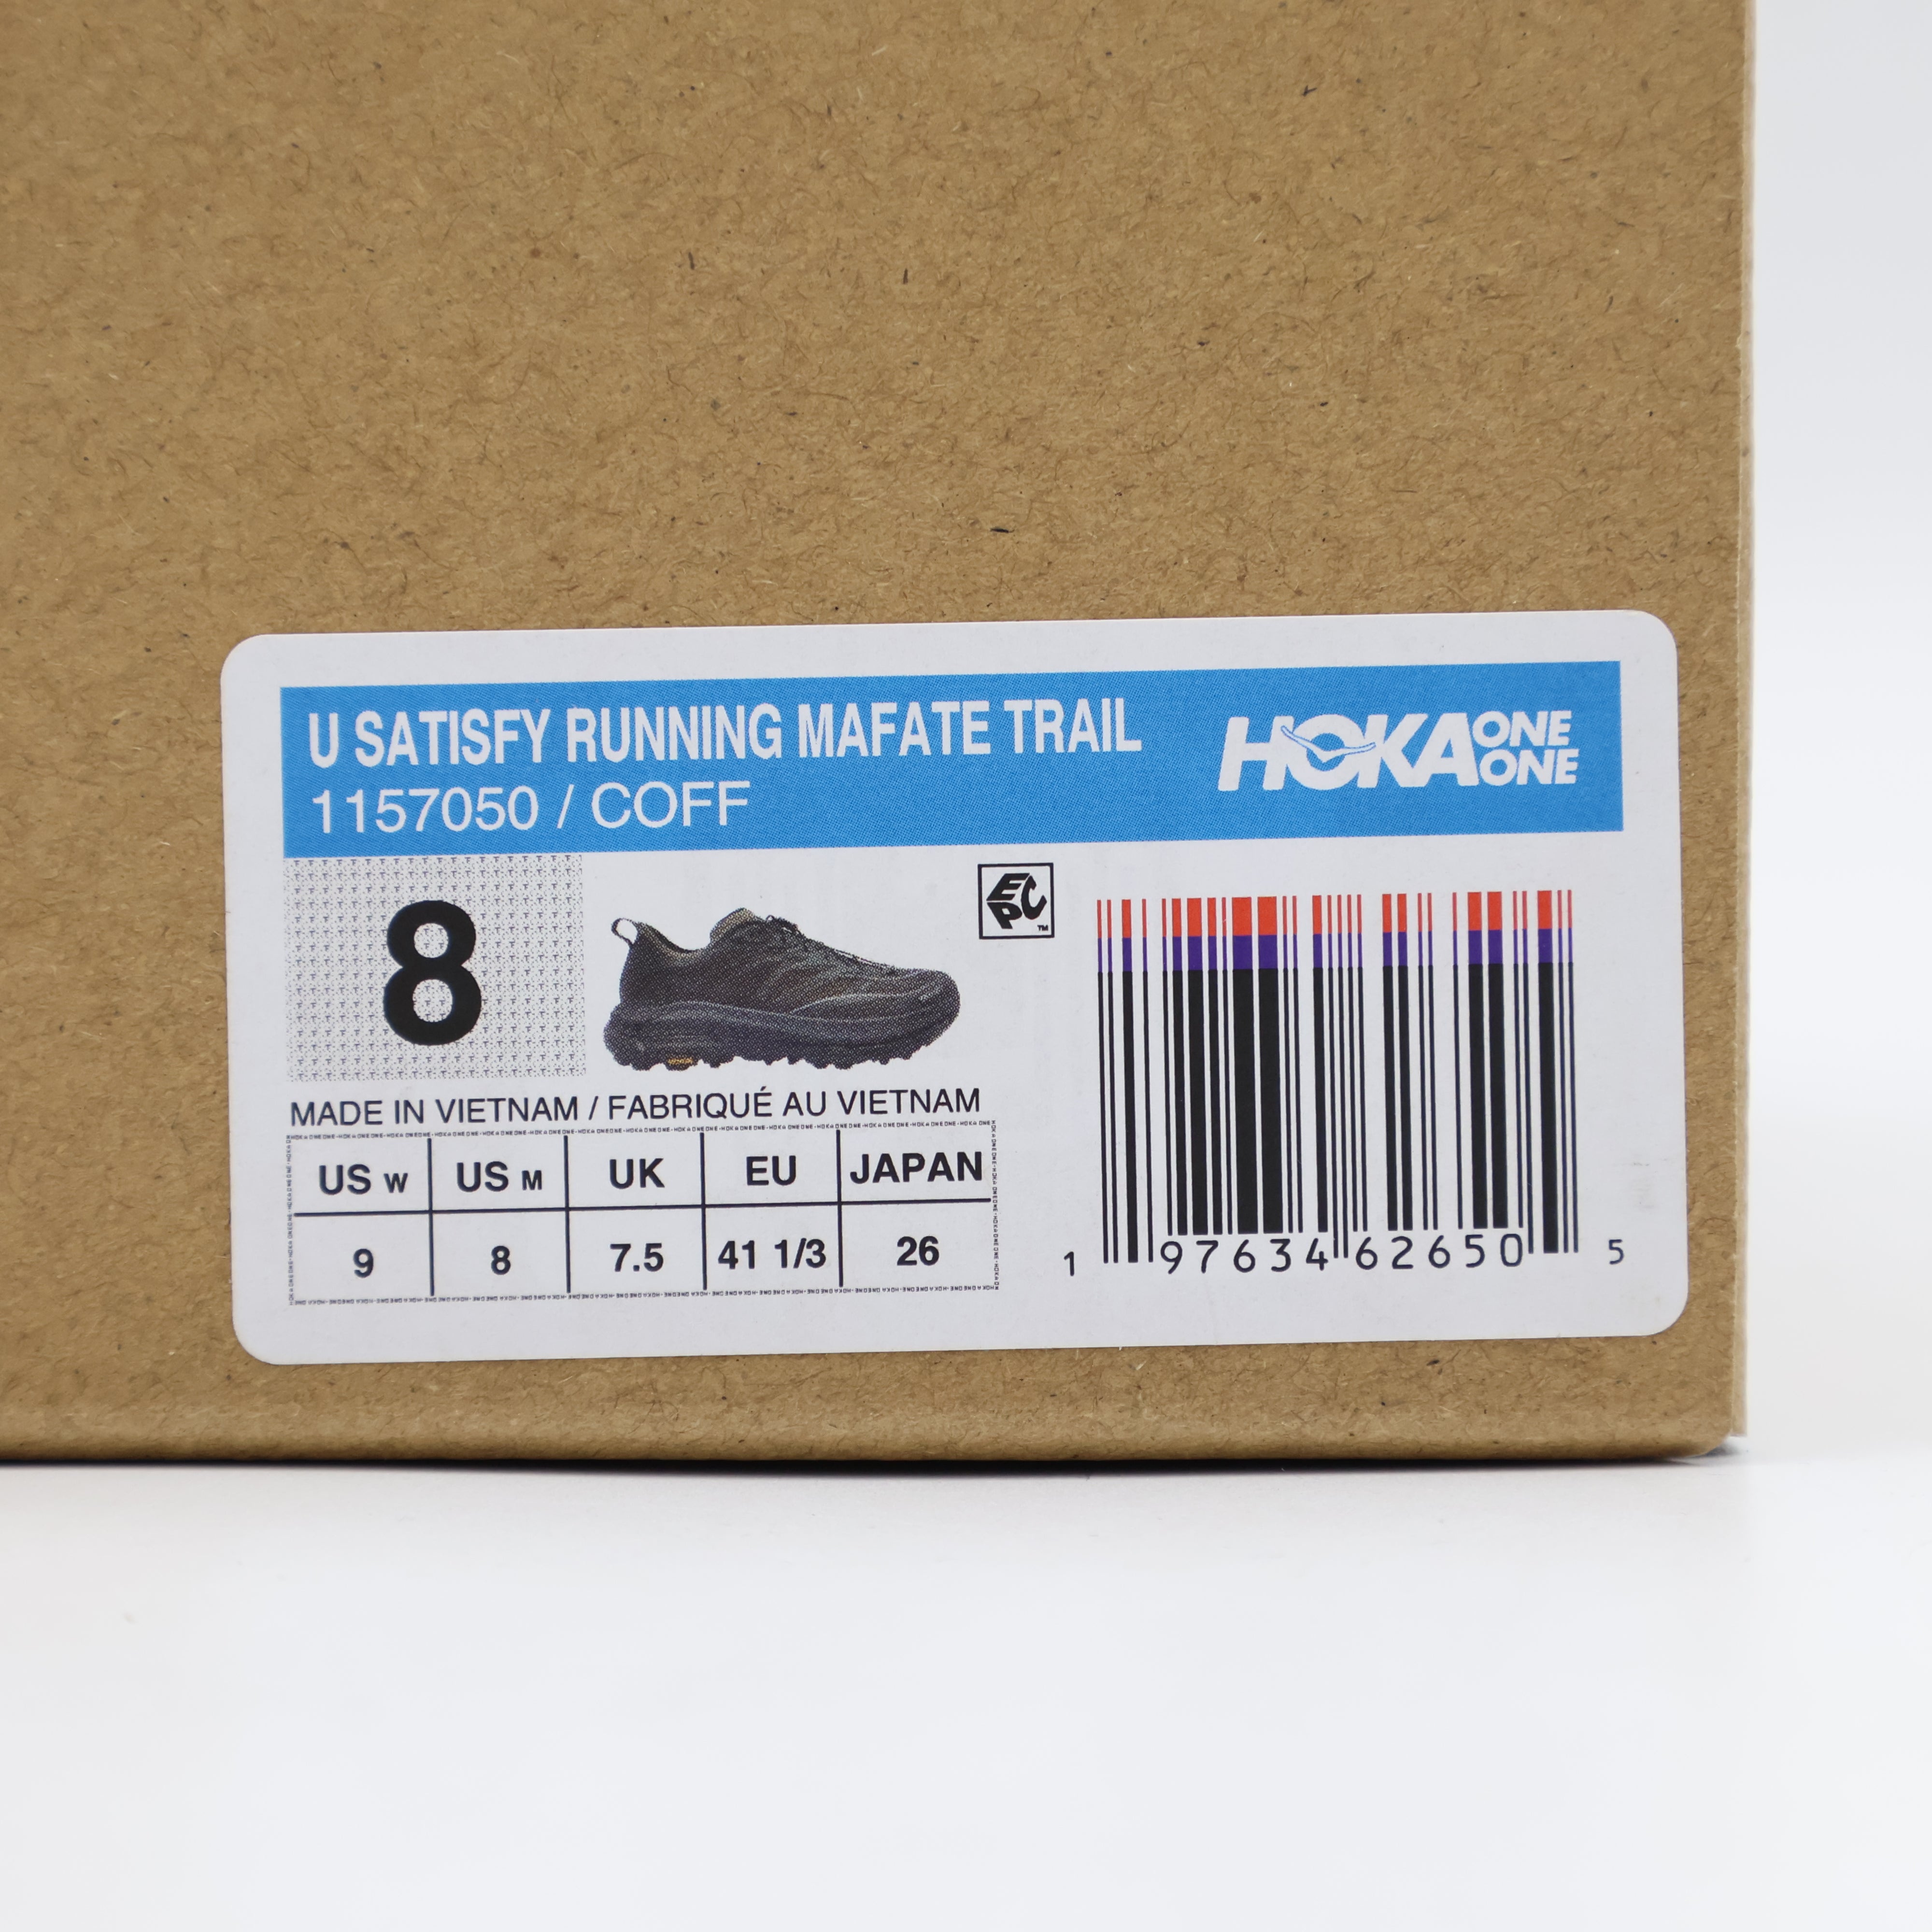 U SATISFY RUNNING MAFATE TRAIL
1157050 / COFF
HOKA ONE ONE
8
EPC™
MADE IN VIETNAM / FABRIQUÉ AU VIETNAM
US W US M UK EU JAPAN
9 8 7.5 41 1/3 26
1 97634 62650 5